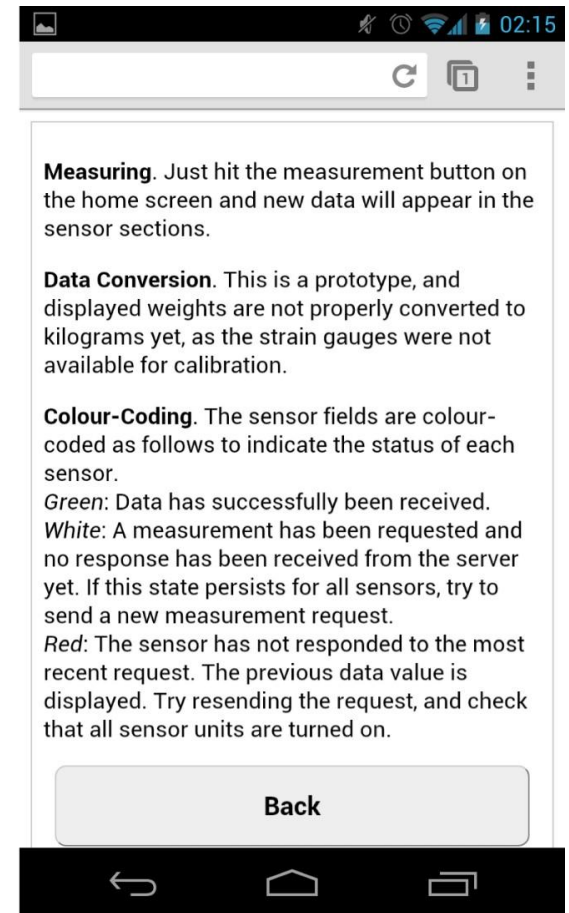 02:15
1
Measuring. Just hit the measurement button on
the home screen and new data will appear in the
sensor sections.
Data Conversion. This is a prototype, and
displayed weights are not properly converted to
kilograms yet, as the strain gauges were not
available for calibration.
Colour-Coding. The sensor fields are colour-
coded as follows to indicate the status of each
sensor.
Green: Data has successfully been received.
White: A measurement has been requested and
no response has been received from the server
yet. If this state persists for all sensors, try to
send a new measurement request.
Red: The sensor has not responded to the most
recent request. The previous data value is
displayed. Try resending the request, and check
that all sensor units are turned on.
Back